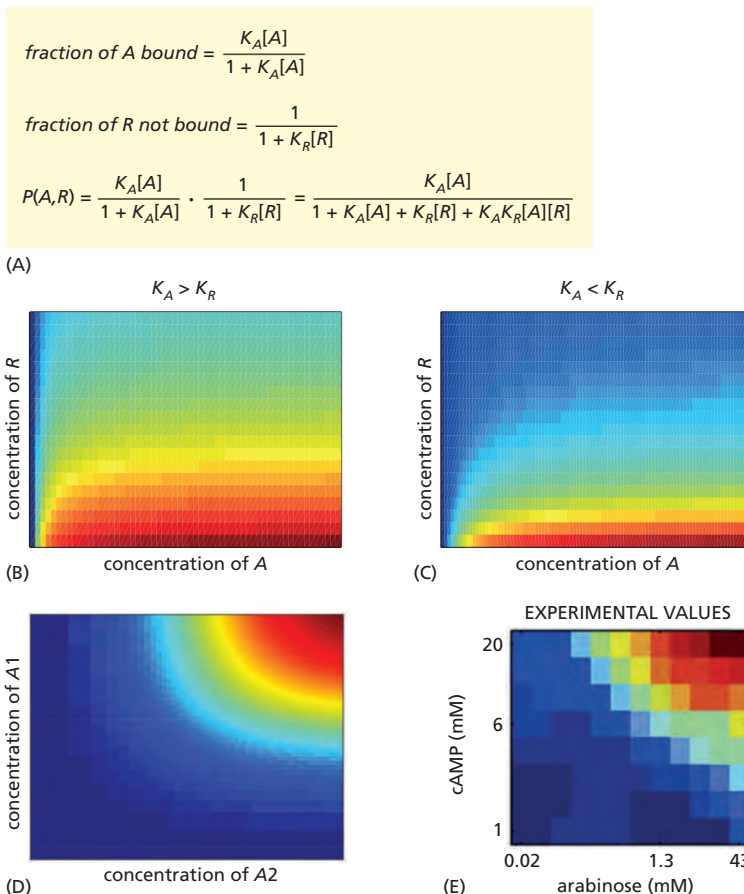 fraction of A bound = K_A[A] / 1 + K_A[A]
fraction of R not bound = 1 / 1 + K_R[R]
P(A,R) = K_A[A] / 1 + K_A[A] · 1 / 1 + K_R[R] = K_A[A] / 1 + K_A[A] + K_R[R] + K_AK_R[A][R]
(A)
K_A > K_R
concentration of R
concentration of A
(B)
K_A < K_R
concentration of R
concentration of A
(C)
concentration of A1
concentration of A2
(D)
EXPERIMENTAL VALUES
20
6
1
cAMP (mM)
0.02
1.3
43
arabinose (mM)
(E)